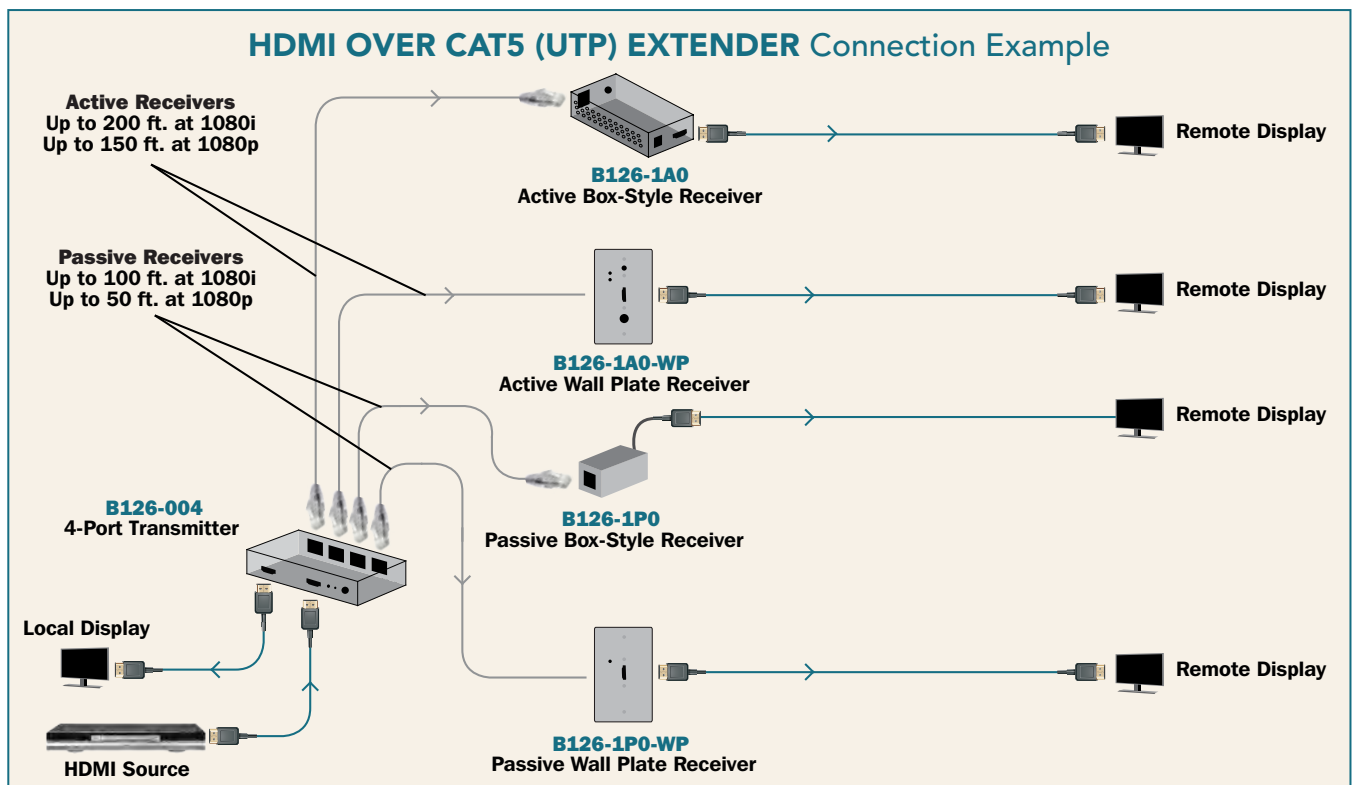 HDMI OVER CAT5 (UTP) EXTENDER Connection Example
Active Receivers
Up to 200 ft. at 1080i
Up to 150 ft. at 1080p
Remote Display
B126-1A0
Active Box-Style Receiver
Passive Receivers
Up to 100 ft. at 1080i
Up to 50 ft. at 1080p
Remote Display
B126-1A0-WP
Active Wall Plate Receiver
Remote Display
B126-004
4-Port Transmitter
B126-1P0
Passive Box-Style Receiver
Local Display
Remote Display
HDMI Source
B126-1P0-WP
Passive Wall Plate Receiver